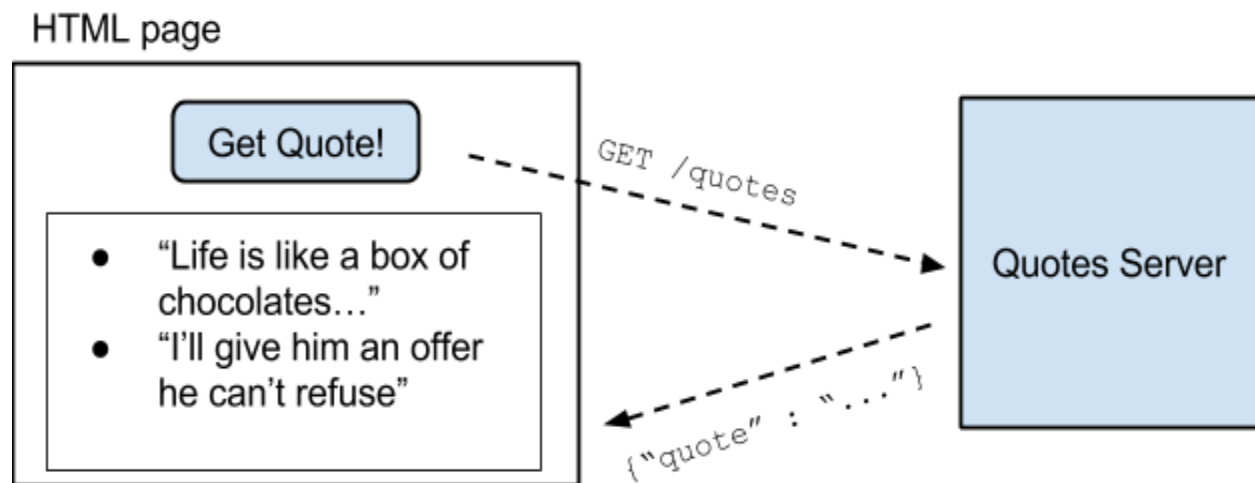 HTML page
Get Quote!
GET /quotes
● “Life is like a box of
chocolates…”
● “I’ll give him an offer
he can’t refuse”
Quotes Server
{“quote” : “...”}